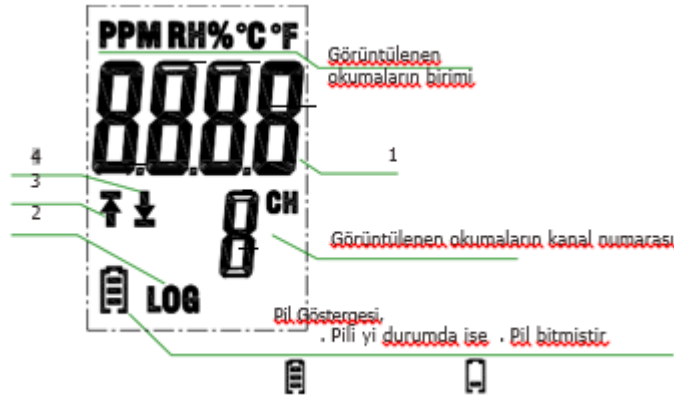 PPM RH% °C °F
Görüntülenen
okumaların birimi
8.8.8.8
1
4
3
2
8 CH
Görüntülenen okumaların kanal numarası
LOG
Pil Göstergesi,
. Pili yi durumda ise . Pil bitmistir